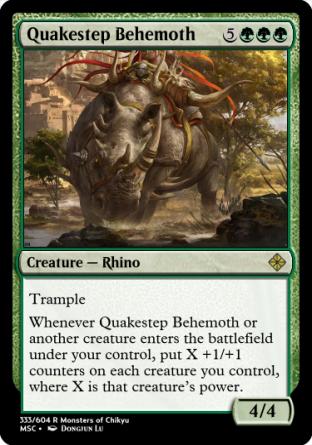 Quakestep Behemoth 5
Creature — Rhino
Trample
Whenever Quakestep Behemoth or
another creature enters the battlefield
under your control, put X +1/+1
counters on each creature you control,
where X is that creature's power.
4/4
333/604 R Monsters of Chikyu
MSC • Dongjun Lu